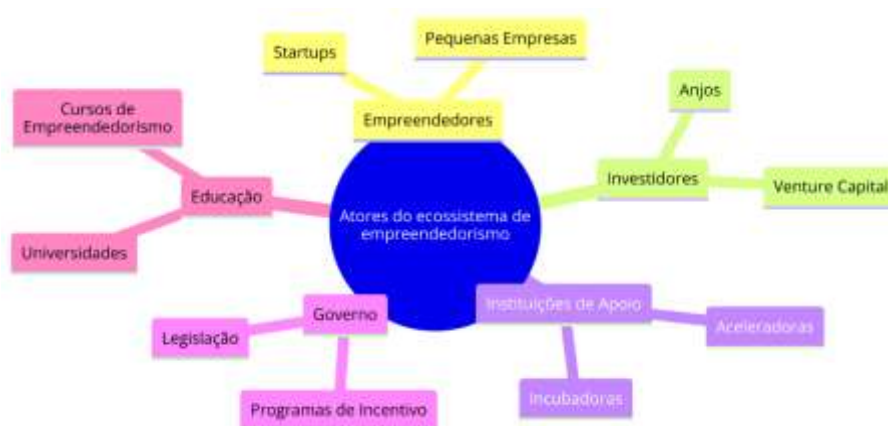 Startups
Pequenas Empresas
Empreendedores
Anjos
Investidores
Venture Capital
Cursos de
Empreendedorismo
Educação
Universidades
Atores do ecossistema de
empreendedorismo
Instituições de Apoio
Aceleradoras
Incubadoras
Governo
Legislação
Programas de Incentivo